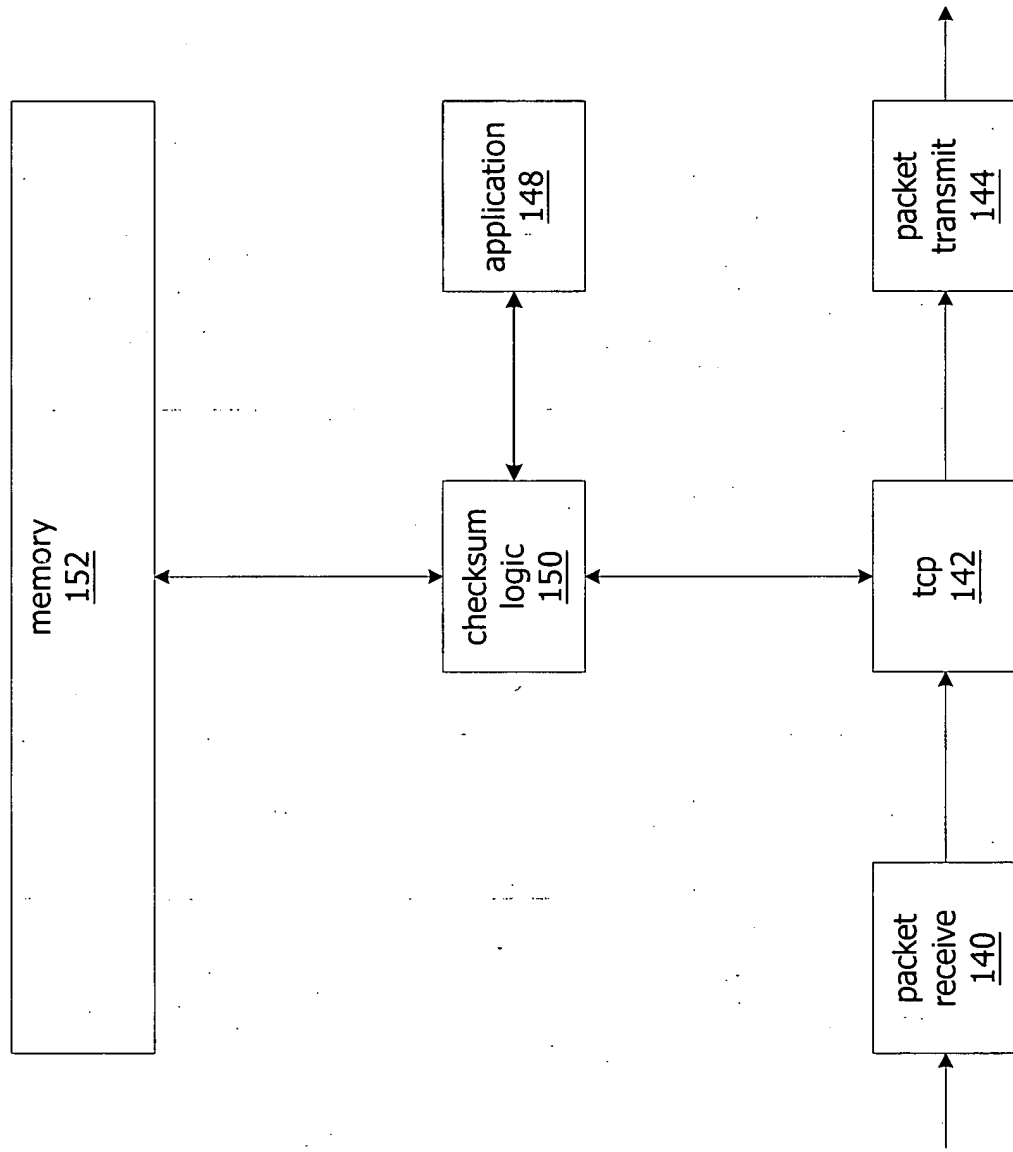 memory
152
checksum
logic
150
application
148
packet
receive
140
tcp
142
packet
transmit
144